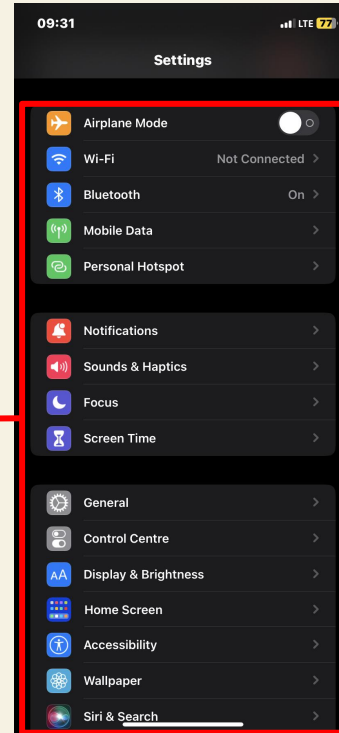 09:31 LTE 77
Settings
Airplane Mode
Wi-Fi Not Connected
Bluetooth On
Mobile Data
Personal Hotspot
Notifications
Sounds & Haptics
Focus
Screen Time
General
Control Centre
AA Display & Brightness
Home Screen
Accessibility
Wallpaper
Siri & Search